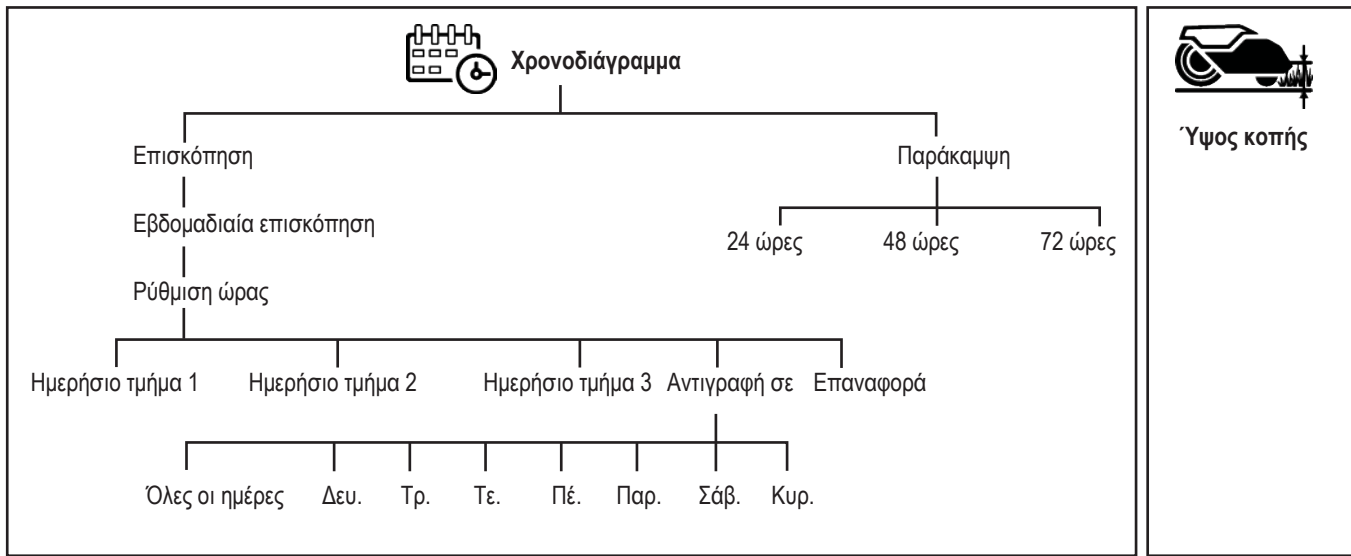 Χρονοδιάγραμμα
Επισκόπηση
Παράκαμψη
Εβδομαδιαία επισκόπηση
24 ώρες
48 ώρες
72 ώρες
Ρύθμιση ώρας
Ημερήσιο τμήμα 1
Ημερήσιο τμήμα 2
Ημερήσιο τμήμα 3
Αντιγραφή σε
Επαναφορά
Όλες οι ημέρες
Δευ.
Τρ.
Τε.
Πέ.
Παρ.
Σάβ.
Κυρ.
Ύψος κοπής